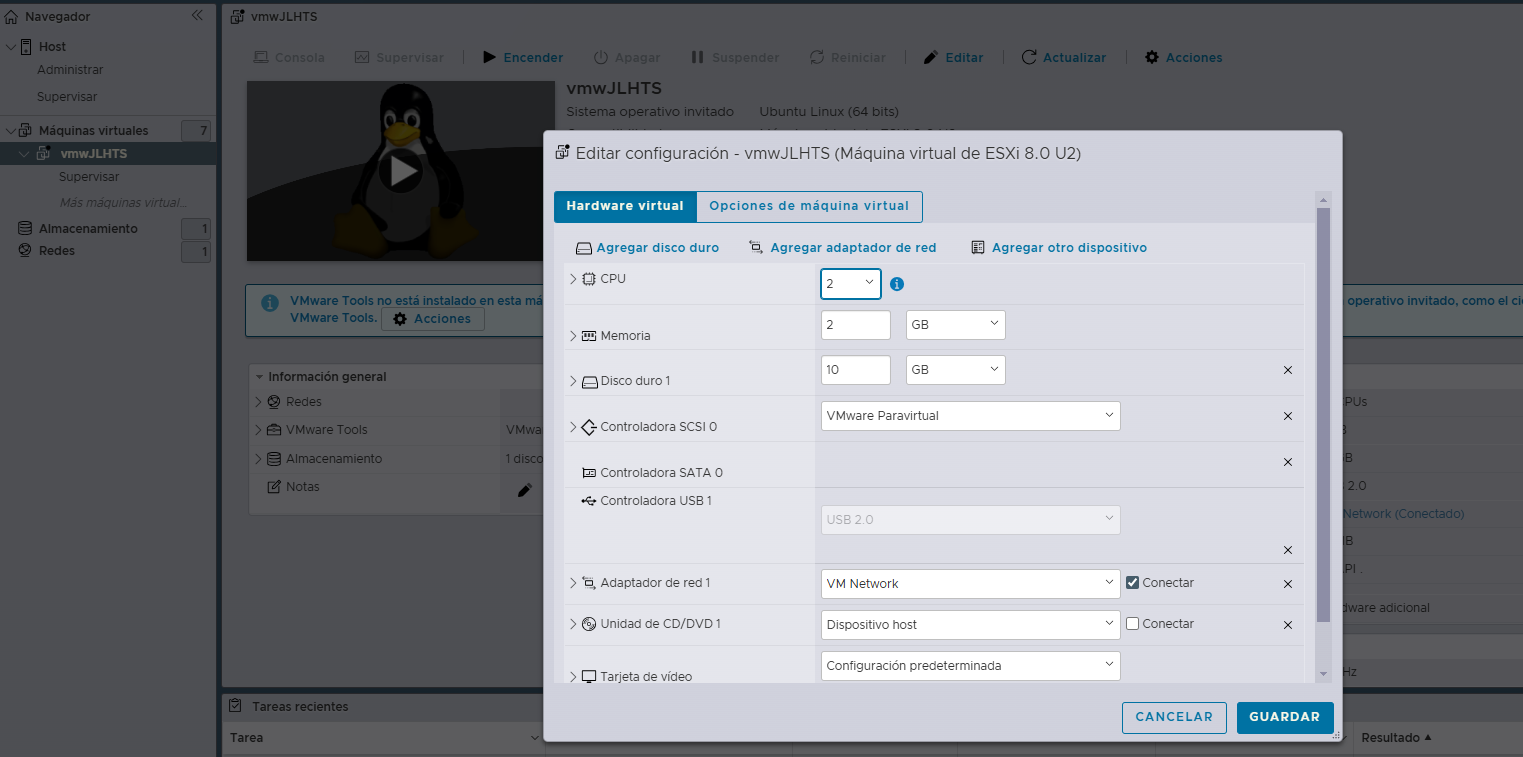 Navegador
Host
Administrar
Supervisar
Máquinas virtuales 7
vmwJLHTS
Supervisar
Más máquinas virtual...
Almacenamiento 1
Redes 1
vmwJLHTS
Consola Supervisar Encender Apagar Suspender Reiniciar Editar Actualizar Acciones
vmwJLHTS
Sistema operativo invitado Ubuntu Linux (64 bits)
VMware Tools no está instalado en esta má
operativo invitado, como el ci
VMware Tools. Acciones
Información general
Redes
VMware Tools VMwa
Almacenamiento 1 disco
Notas
CPUs
B
2.0
Network (Conectado)
dware adicional
Hz
Editar configuración - vmwJLHTS (Máquina virtual de ESXi 8.0 U2)
Hardware virtual Opciones de máquina virtual
Agregar disco duro Agregar adaptador de red Agregar otro dispositivo
CPU 2
Memoria 2 GB
Disco duro 1 10 GB
Controladora SCSI 0 VMware Paravirtual
Controladora SATA 0
Controladora USB 1
USB 2.0
Adaptador de red 1 VM Network Conectar
Unidad de CD/DVD 1 Dispositivo host Conectar
Tarjeta de vídeo Configuración predeterminada
CANCELAR GUARDAR
Tareas recientes
Tarea Resultado